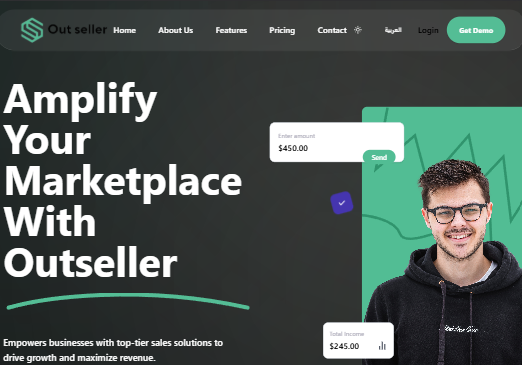 Out seller Home About Us Features Pricing Contact العربية Login Get Demo
Amplify
Your
Marketplace
With
Outseller
Enter amount
$450.00
Send
Total Income
$245.00
Empowers businesses with top-tier sales solutions to
drive growth and maximize revenue.